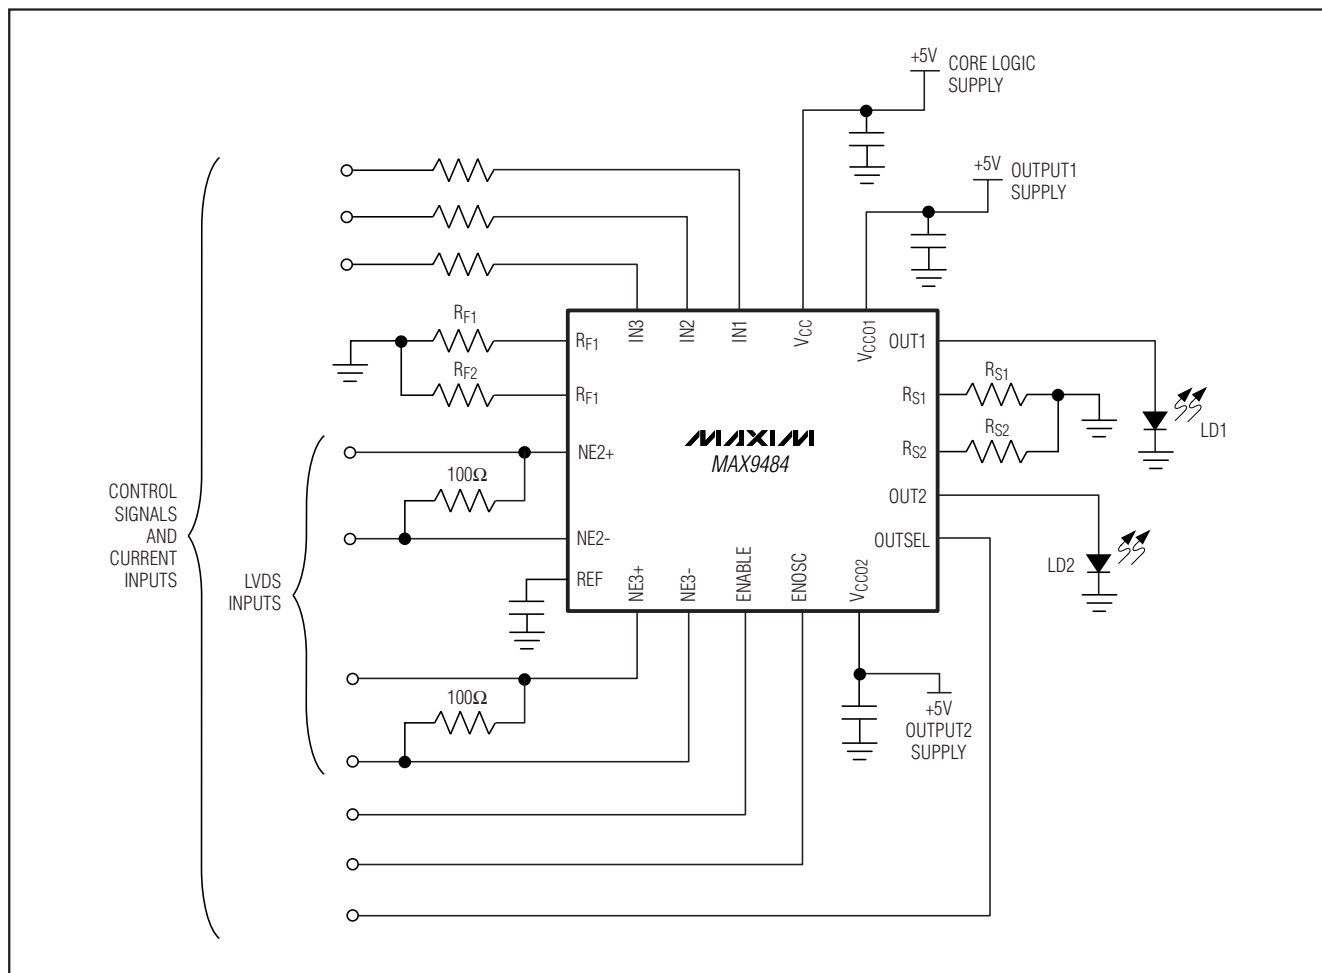 +5V
CORE LOGIC
SUPPLY
+5V
OUTPUT1
SUPPLY
RF1
RF2
RF1
RF1
IN3
IN2
IN1
VCC
VCCO1
OUT1
RS1
RS2
RS1
RS2
LD1
MAXIM
MAX9484
NE2+
100Ω
NE2-
REF
NE3+
NE3-
ENABLE
ENOSC
VCCO2
OUT2
OUTSEL
LD2
CONTROL
SIGNALS
AND
CURRENT
INPUTS
LVDS
INPUTS
100Ω
+5V
OUTPUT2
SUPPLY